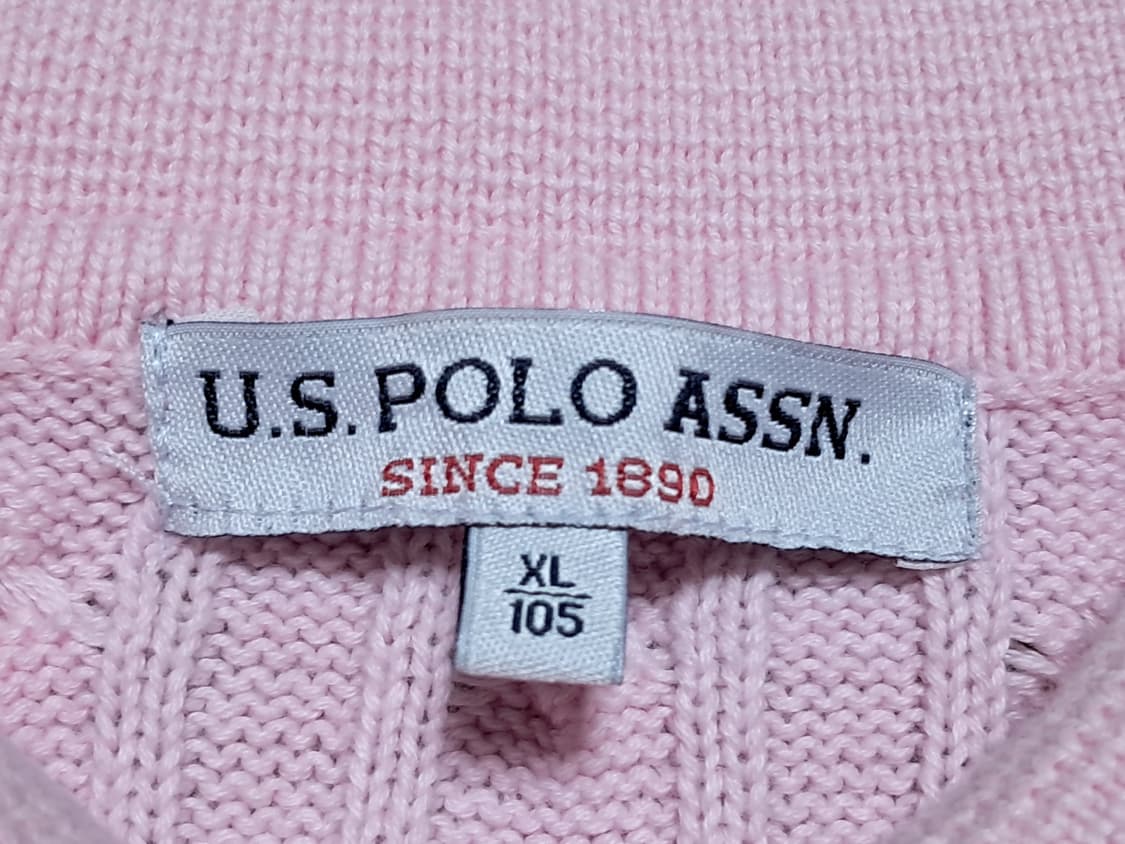 U.S. POLO ASSN.
SINCE 1890
XL
105